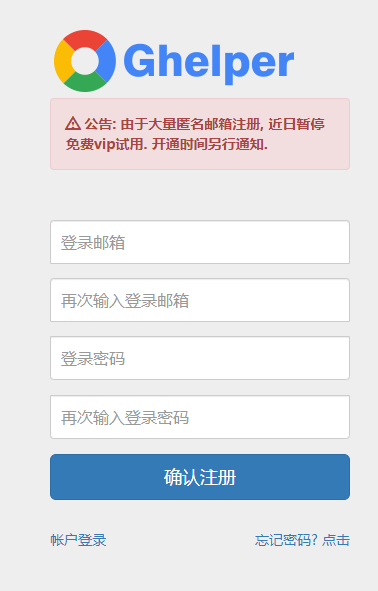 Ghelper
公告: 由于大量匿名邮箱注册, 近日暂停
免费vip试用. 开通时间另行通知.
登录邮箱
再次输入登录邮箱
登录密码
再次输入登录密码
确认注册
帐户登录 忘记密码? 点击